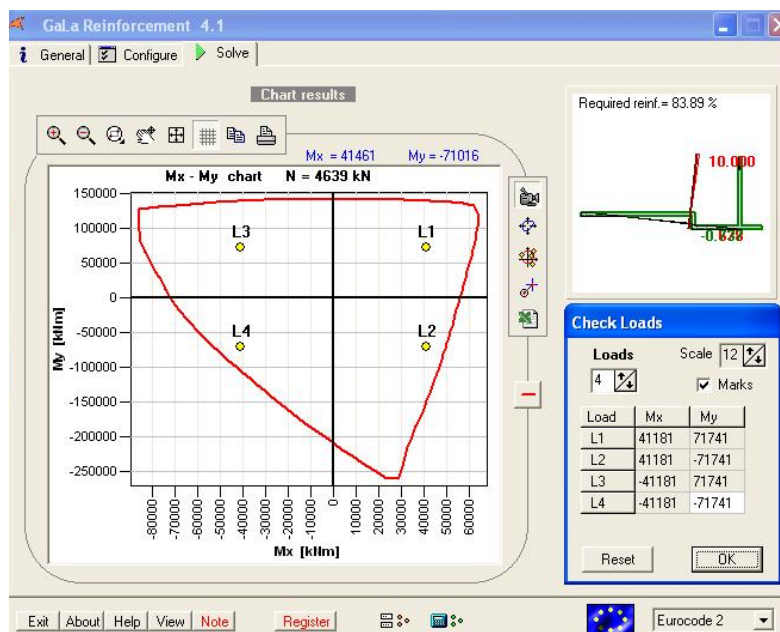 GaLa Reinforcement 4.1
General Configure Solve
Chart results
Mx = 41461 My = -71016
Mx - My chart N = 4639 kN
My [kNm]
150000
100000
50000
0
-50000
-100000
-150000
-200000
-250000
L3 L1
L4 L2
-80000 -70000 -60000 -50000 -40000 -30000 -20000 -10000 0 10000 20000 30000 40000 50000 60000
Mx [kNm]
Required reinf.= 83.89 %
10.000
Check Loads
Loads Scale 12
4 Marks
Load Mx My
L1 41181 71741
L2 41181 -71741
L3 -41181 71741
L4 -41181 -71741
Reset OK
Exit About Help View Note Register Eurocode 2